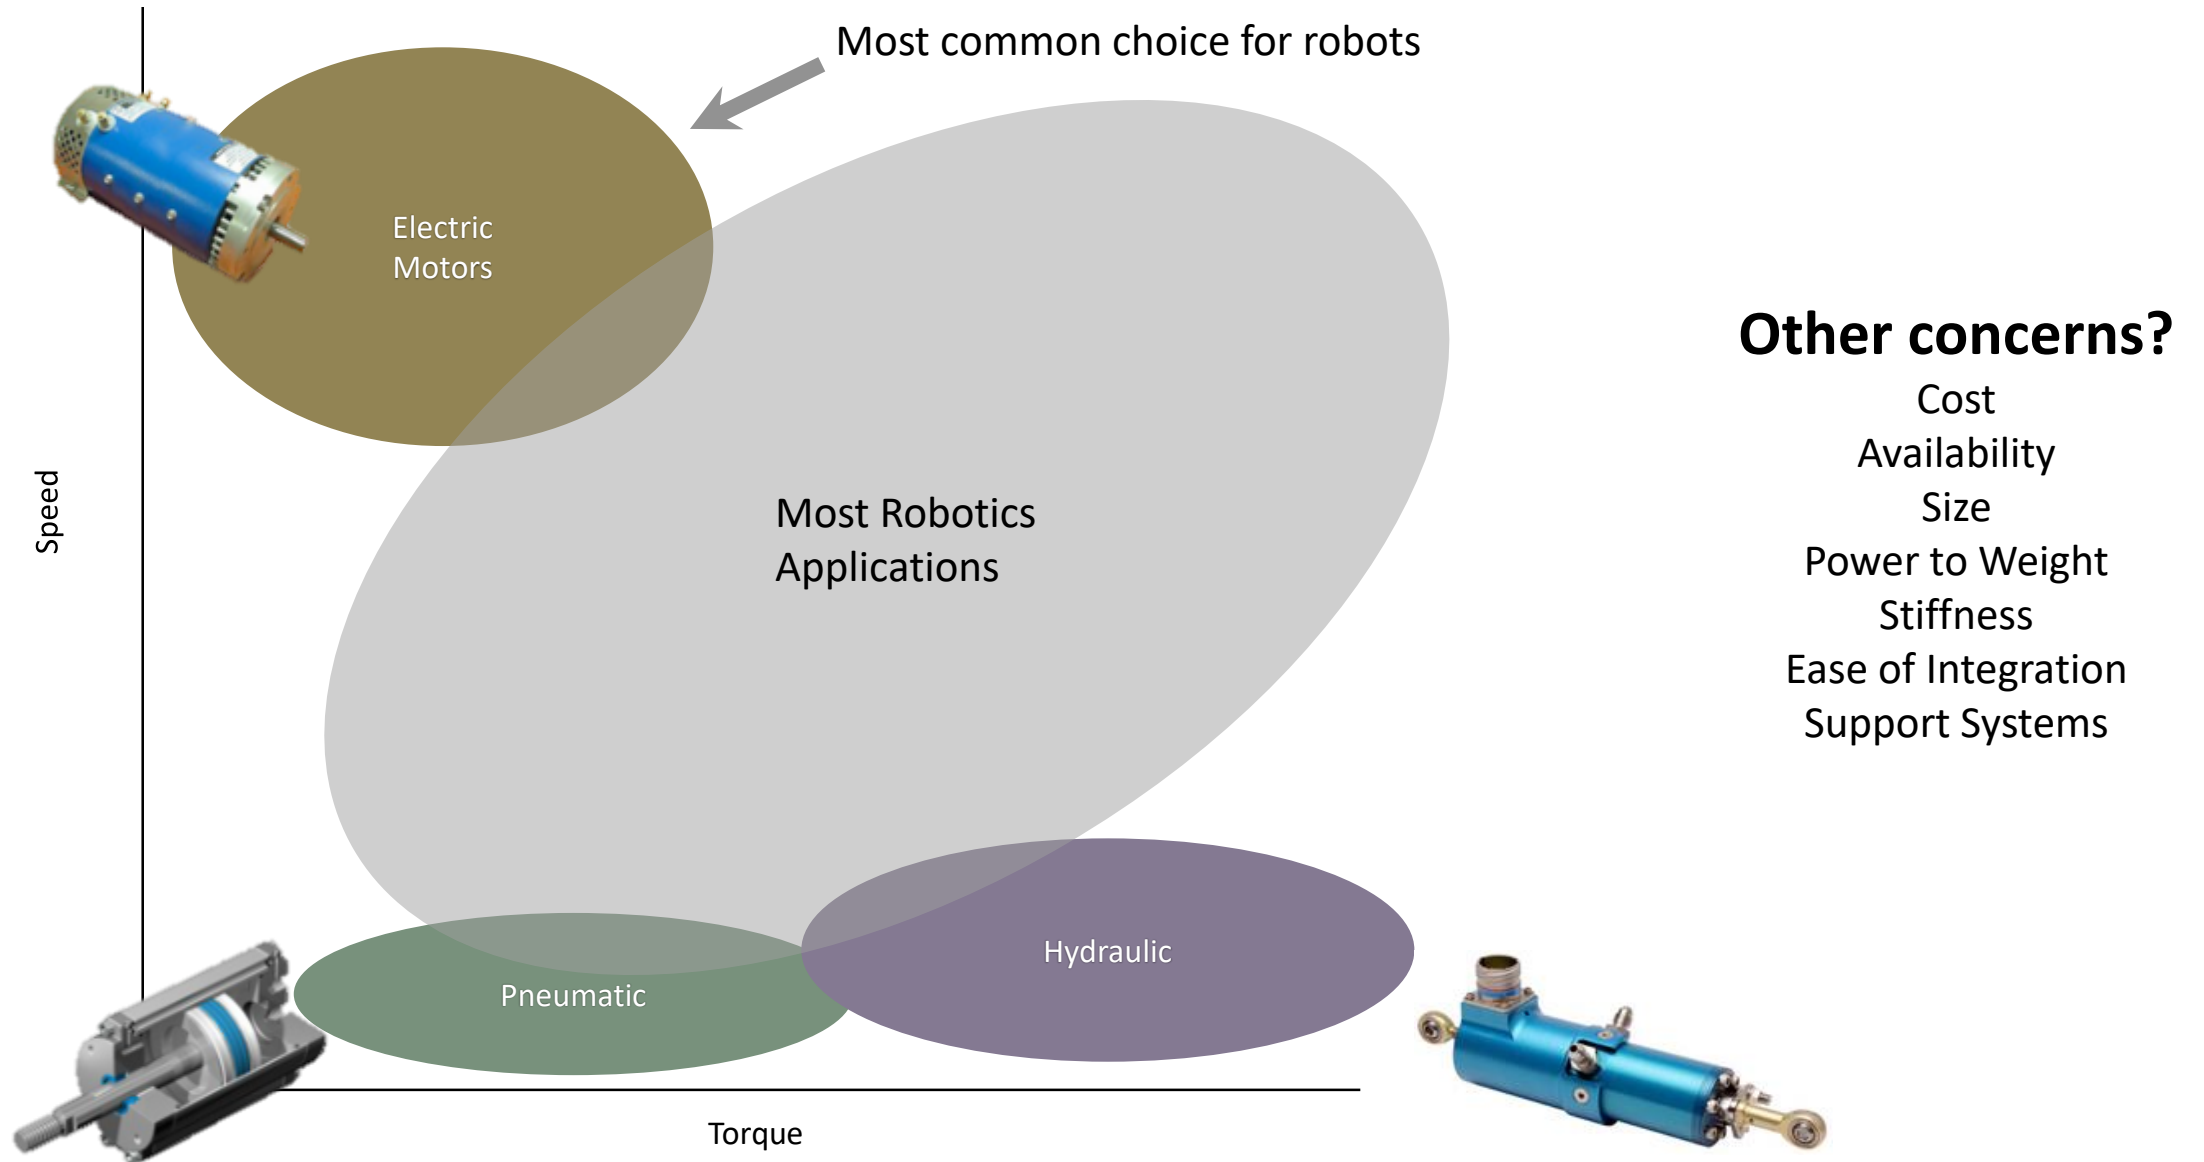 Most common choice for robots
Electric
Motors
Other concerns?
Cost
Availability
Size
Power to Weight
Stiffness
Ease of Integration
Support Systems
Speed
Most Robotics
Applications
Hydraulic
Pneumatic
Torque